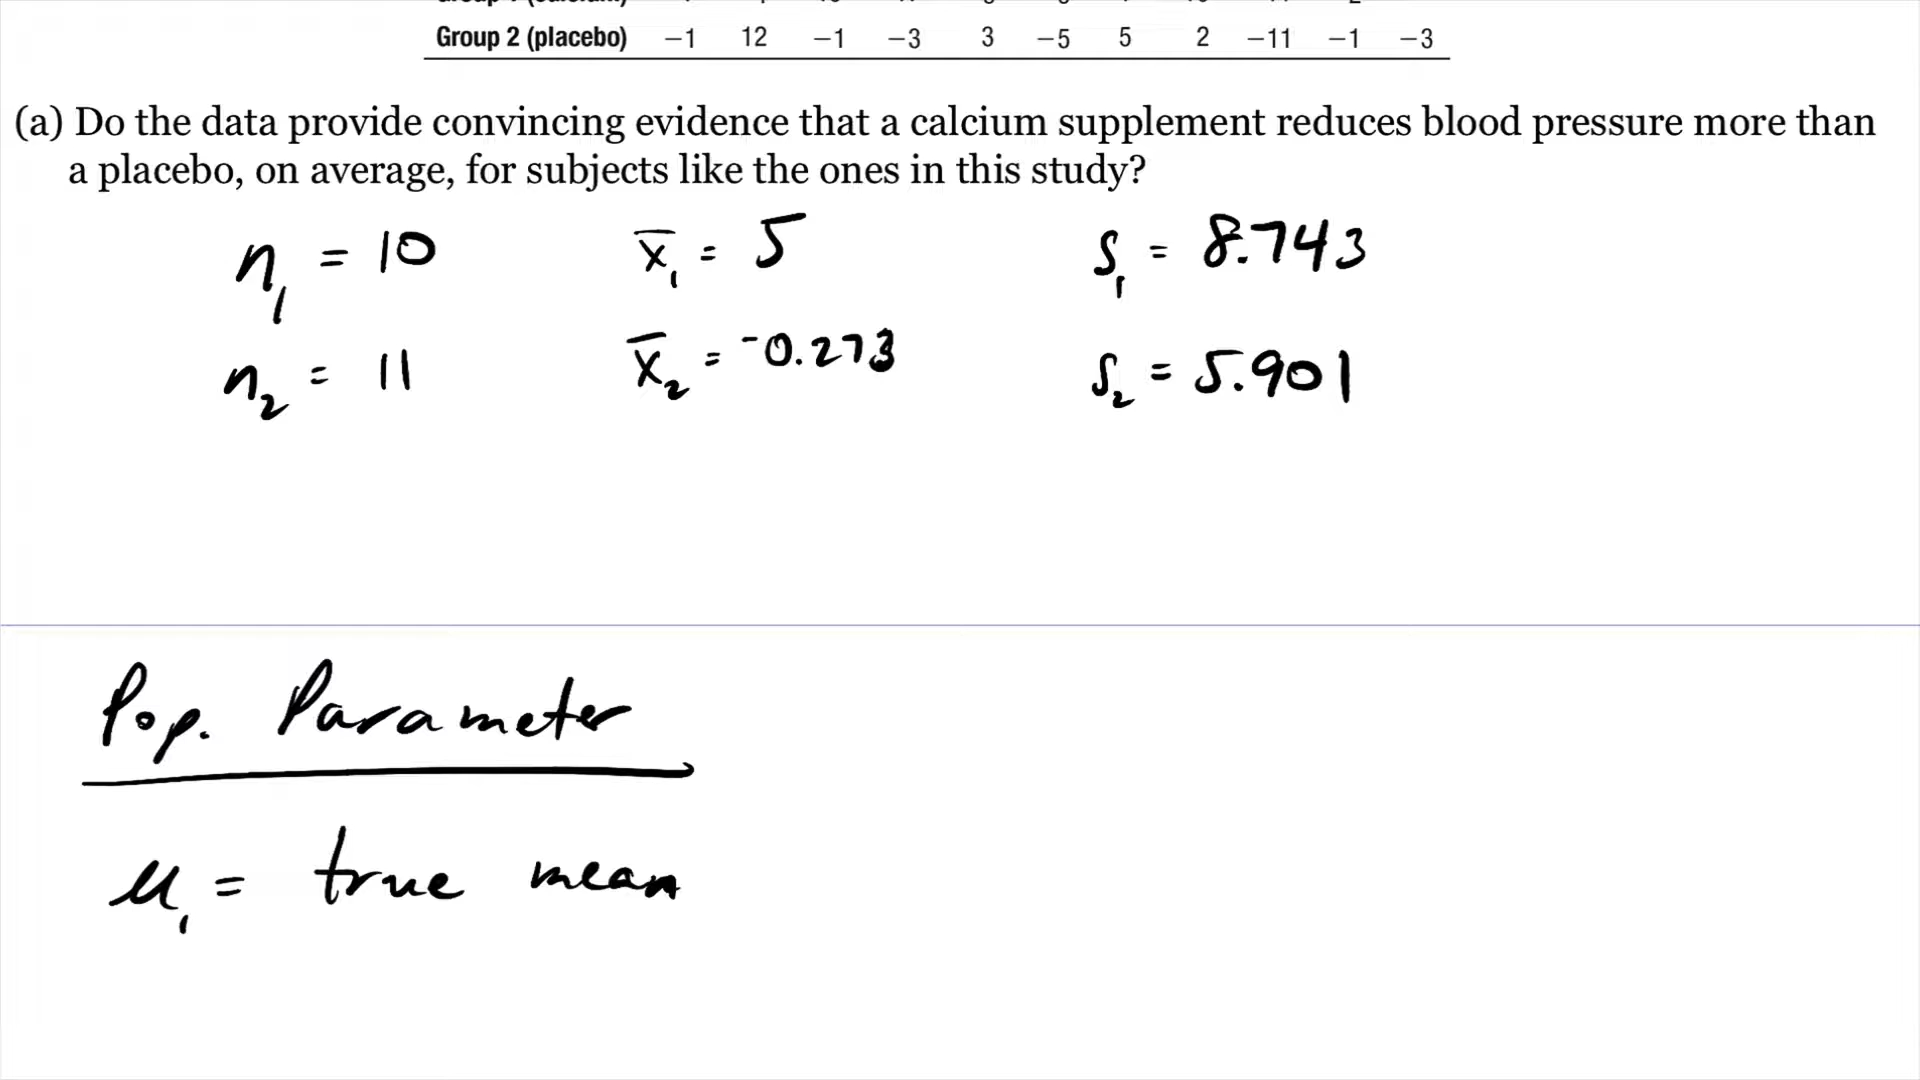 Group 2 (placebo) −1 12 −1 −3 3 −5 5 2 −11 −1 −3
(a) Do the data provide convincing evidence that a calcium supplement reduces blood pressure more than
a placebo, on average, for subjects like the ones in this study?
n₁ = 10 x̄₁ = 5 s₁ = 8.743
n₂ = 11 x̄₂ = -0.273 s₂ = 5.901
Pop. Parameter
μ₁ = true mean